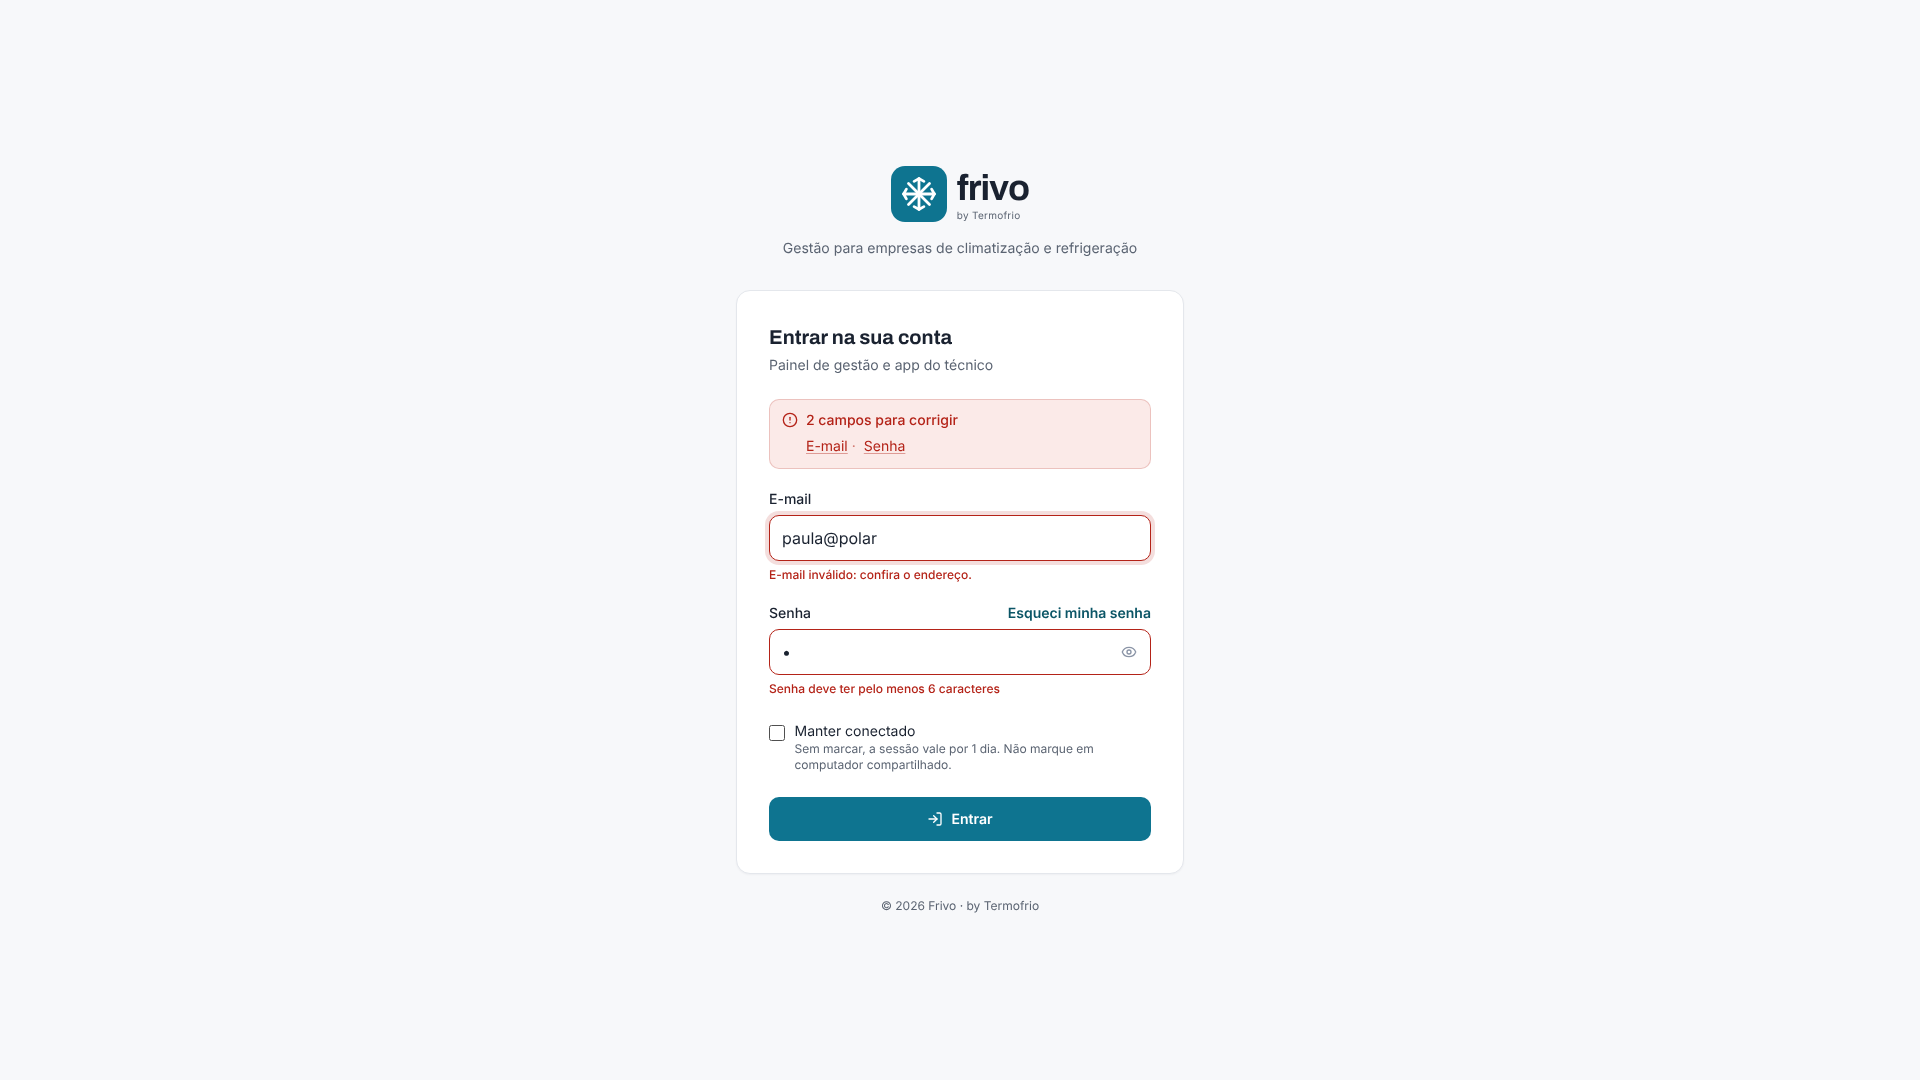 frivo
by Termofrio
Gestão para empresas de climatização e refrigeração
Entrar na sua conta
Painel de gestão e app do técnico
2 campos para corrigir
E-mail · Senha
E-mail
paula@polar
E-mail inválido: confira o endereço.
Senha Esqueci minha senha
•
Senha deve ter pelo menos 6 caracteres
Manter conectado
Sem marcar, a sessão vale por 1 dia. Não marque em
computador compartilhado.
Entrar
© 2026 Frivo · by Termofrio